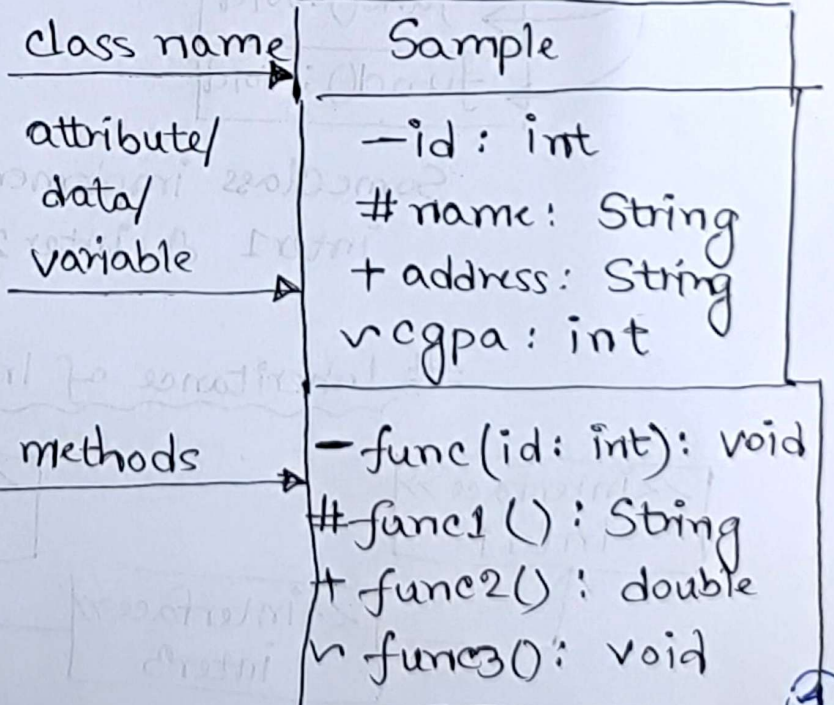 class name
Sample
attribute/
data/
variable
-id: int
# name: String
+ address: String
~ cgpa: int
methods
- func(id: int): void
# func1(): String
+ func2(): double
~ func3(): void